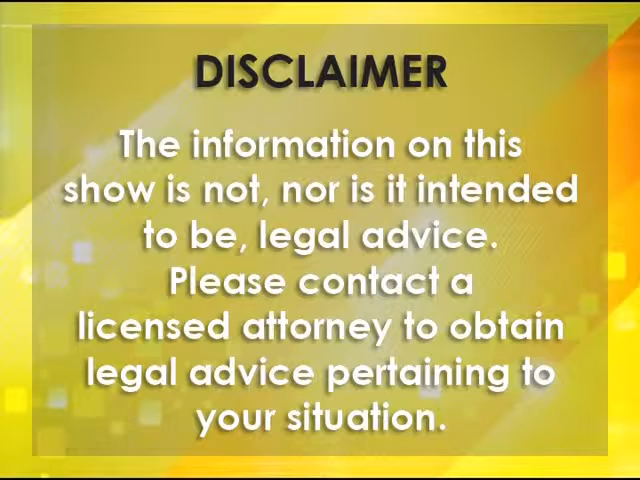 DISCLAIMER
The information on this
show is not, nor is it intended
to be, legal advice.
Please contact a
licensed attorney to obtain
legal advice pertaining to
your situation.